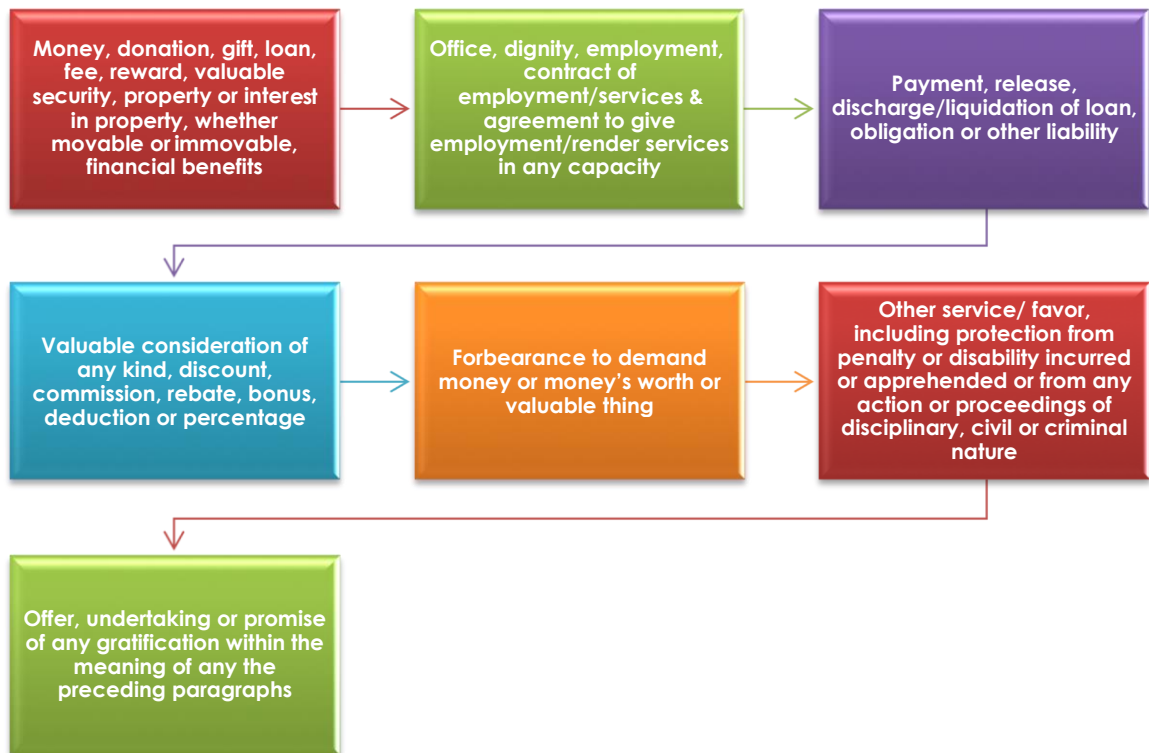 Money, donation, gift, loan,
fee, reward, valuable
security, property or interest
in property, whether
movable or immovable,
financial benefits
Office, dignity, employment,
contract of
employment/services &
agreement to give
employment/render services
in any capacity
Payment, release,
discharge/liquidation of loan,
obligation or other liability
Valuable consideration of
any kind, discount,
commission, rebate, bonus,
deduction or percentage
Forbearance to demand
money or money’s worth or
valuable thing
Other service/ favor,
including protection from
penalty or disability incurred
or apprehended or from any
action or proceedings of
disciplinary, civil or criminal
nature
Offer, undertaking or promise
of any gratification within the
meaning of any the
preceding paragraphs